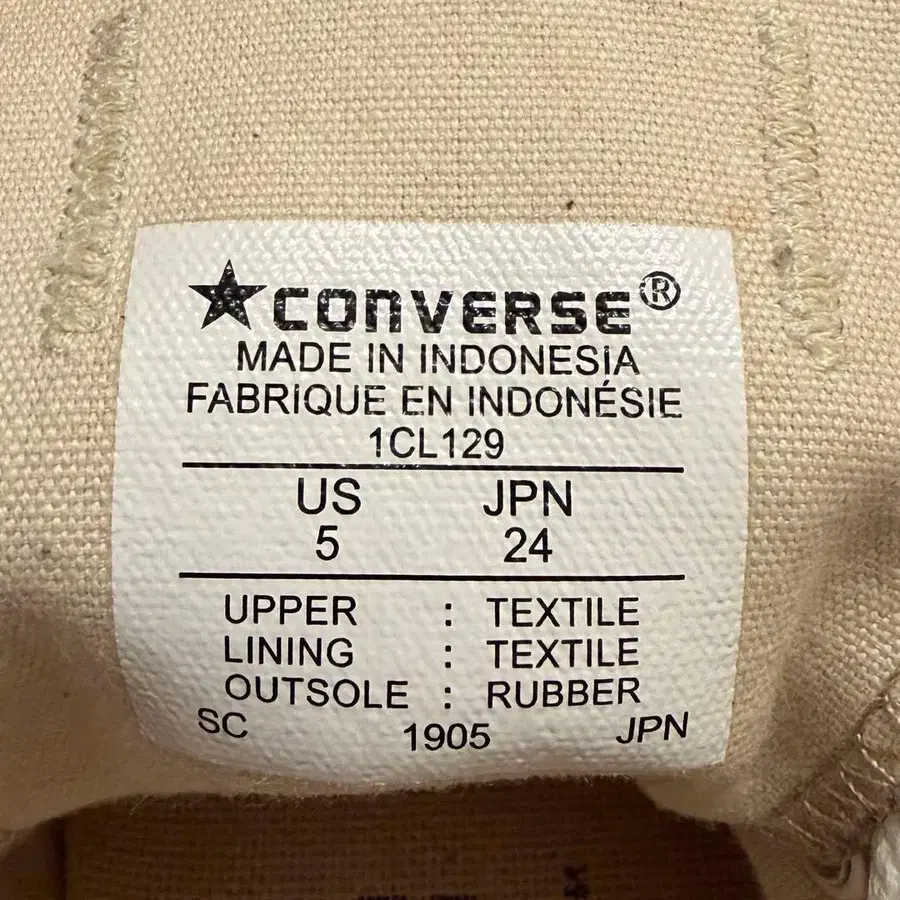 CONVERSE®
MADE IN INDONESIA
FABRIQUE EN INDONÉSIE
1CL129
US JPN
5 24
UPPER : TEXTILE
LINING : TEXTILE
OUTSOLE : RUBBER
SC 1905 JPN